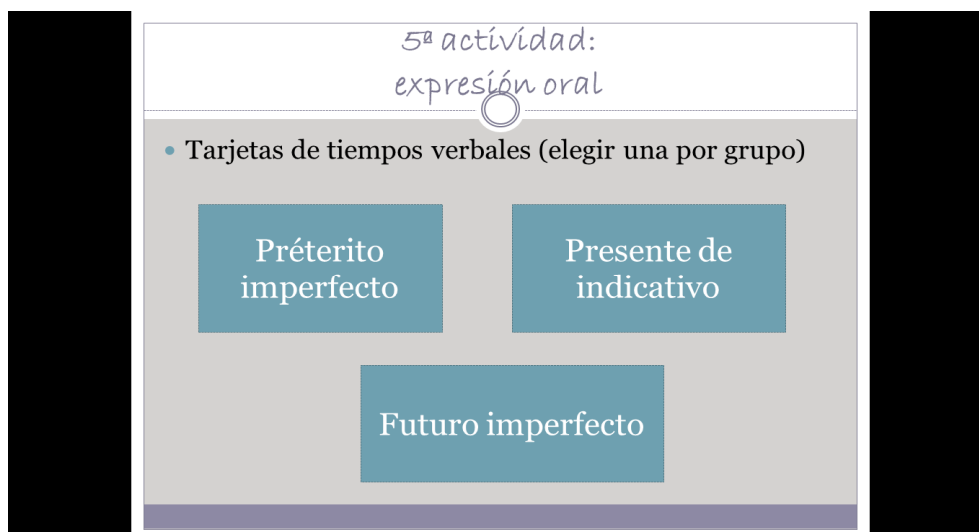 5ª actividad:
expresión oral
• Tarjetas de tiempos verbales (elegir una por grupo)
Préterito
imperfecto
Presente de
indicativo
Futuro imperfecto